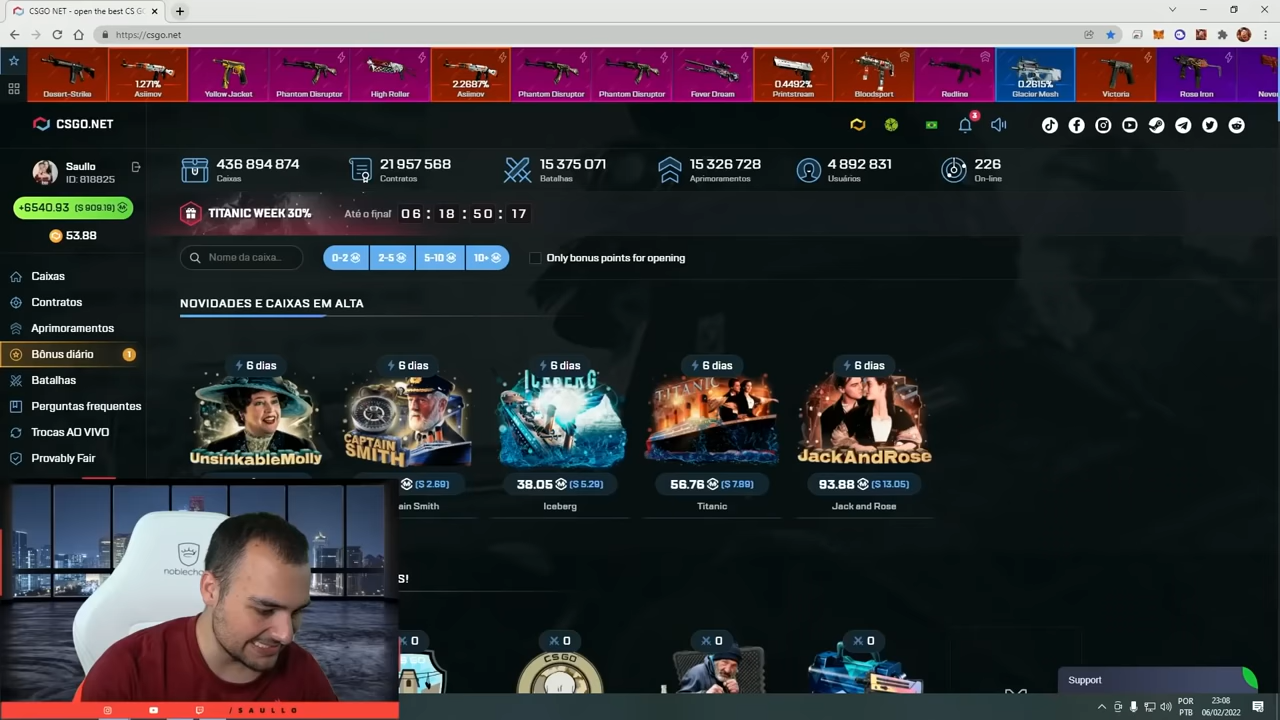 CSGO NET - open the best CS G
https://csgo.net
Desert-Strike
1.271%
Asiimov
Yellow Jacket
Phantom Disruptor
High Roller
2.2687%
Asiimov
Phantom Disruptor
Phantom Disruptor
Fever Dream
0.4492%
Printstream
Bloodsport
Redline
0.2615%
Glacier Mesh
Victoria
Rose Iron
CSGO.NET
3
Saullo
ID: 818825
+6540.93 ($ 909.19)
53.88
436 894 874
Caixas
21 957 568
Contratos
15 375 071
Batalhas
15 326 728
Aprimoramentos
4 892 831
Usuários
226
On-line
TITANIC WEEK 30%
Até o final
06 : 18 : 50 : 17
Nome da caixa...
0-2
2-5
5-10
10+
Only bonus points for opening
NOVIDADES E CAIXAS EM ALTA
Caixas
Contratos
Aprimoramentos
Bônus diário 1
Batalhas
Perguntas frequentes
Trocas AO VIVO
Provably Fair
6 dias
UnsinkableMolly
6 dias
CAPTAIN SMITH
($ 2.69)
ain Smith
6 dias
ICEBERG
38.05 ($ 5.29)
Iceberg
6 dias
TITANIC
56.76 ($ 7.89)
Titanic
6 dias
JackAndRose
93.88 ($ 13.05)
Jack and Rose
S!
0
0
CS GO
0
0
noblecha
/SAULLO
Support
POR
PTB
23:08
06/02/2022